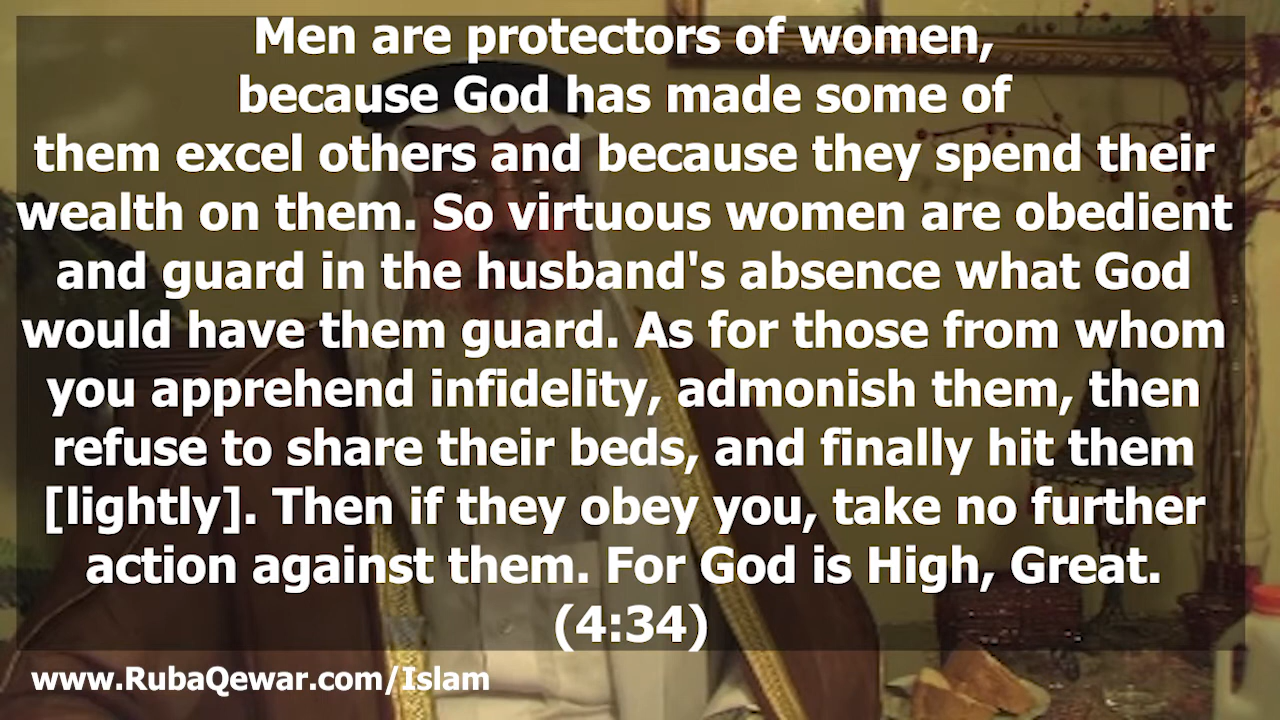 Men are protectors of women,
because God has made some of
them excel others and because they spend their
wealth on them. So virtuous women are obedient
and guard in the husband's absence what God
would have them guard. As for those from whom
you apprehend infidelity, admonish them, then
refuse to share their beds, and finally hit them
[lightly]. Then if they obey you, take no further
action against them. For God is High, Great.
(4:34)
www.RubaQewar.com/Islam